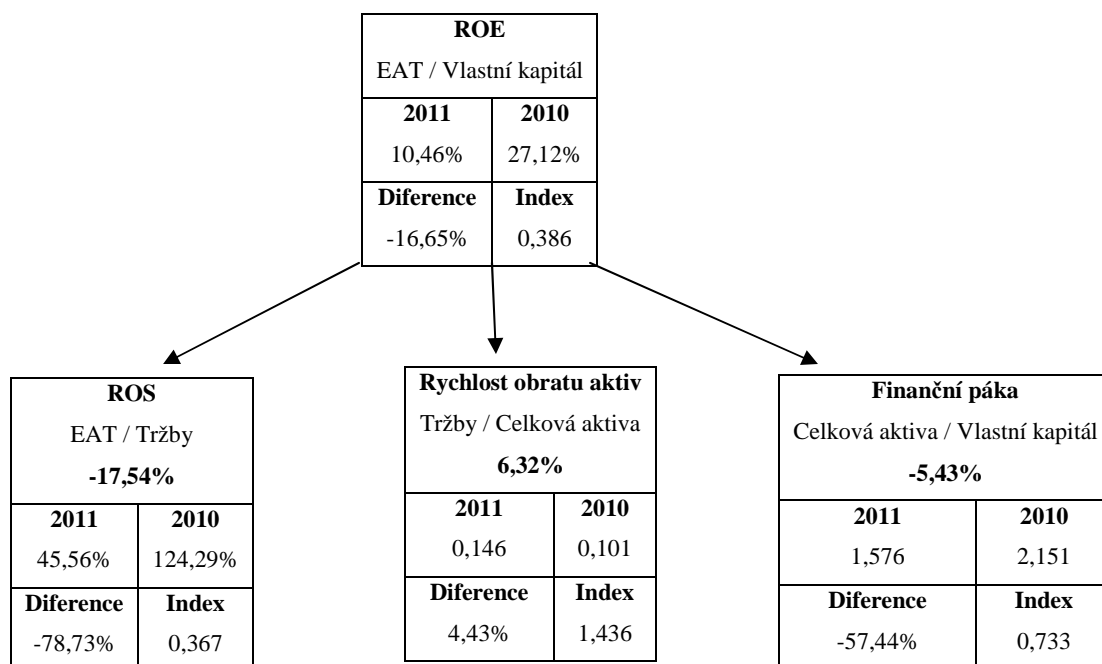 ROE
EAT / Vlastní kapitál
2011 2010
10,46% 27,12%
Diference Index
-16,65% 0,386
ROS
EAT / Tržby
-17,54%
2011 2010
45,56% 124,29%
Diference Index
-78,73% 0,367
Rychlost obratu aktiv
Tržby / Celková aktiva
6,32%
2011 2010
0,146 0,101
Diference Index
4,43% 1,436
Finanční páka
Celková aktiva / Vlastní kapitál
-5,43%
2011 2010
1,576 2,151
Diference Index
-57,44% 0,733